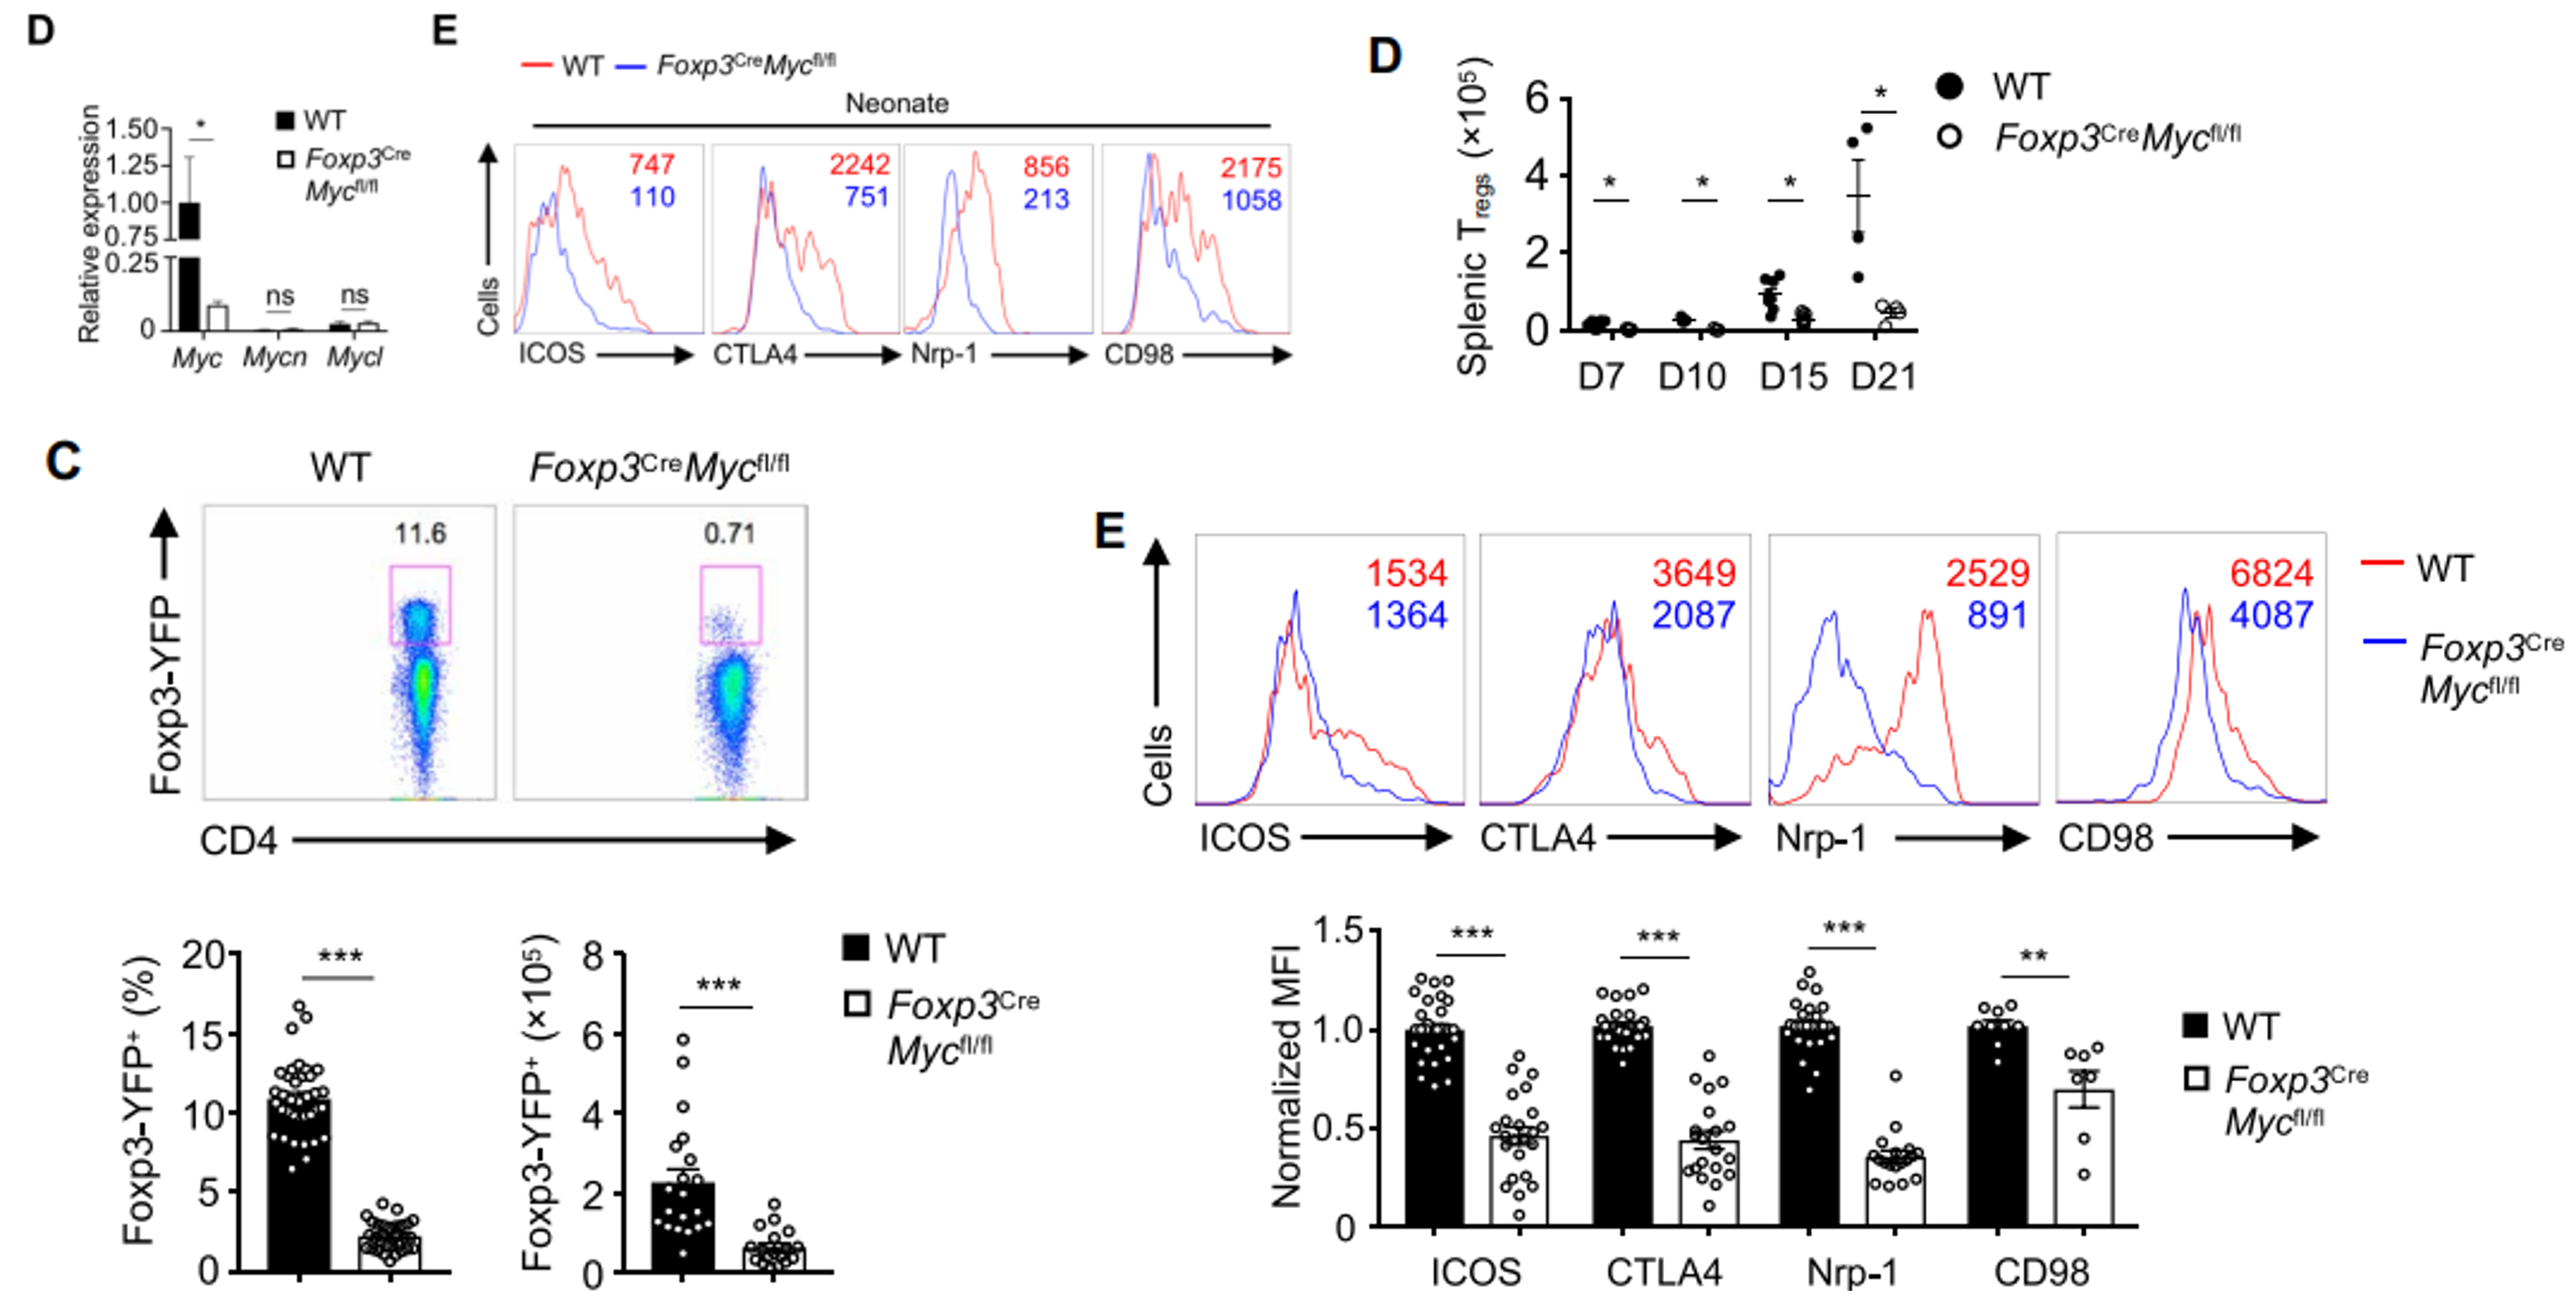 D
Relative expression
1.50
1.25
1.00
0.75
0.25
0
*
ns
ns
WT
Foxp3Cre
Mycfl/fl
Myc Mycn Mycl
E
WT Foxp3CreMycfl/fl
Neonate
Cells
747
110
2242
751
856
213
2175
1058
ICOS CTLA4 Nrp-1 CD98
D
Splenic Tregs (×10⁵)
6
4
2
0
* * * *
WT
Foxp3CreMycfl/fl
D7 D10 D15 D21
C
WT Foxp3CreMycfl/fl
Foxp3-YFP
11.6
0.71
CD4
Foxp3-YFP⁺ (%)
20
15
10
5
0
***
Foxp3-YFP⁺ (×10⁵)
8
6
4
2
0
***
WT
Foxp3Cre
Mycfl/fl
E
Cells
1534
1364
3649
2087
2529
891
6824
4087
WT
Foxp3Cre
Mycfl/fl
ICOS CTLA4 Nrp-1 CD98
Normalized MFI
1.5
1.0
0.5
0
*** *** *** **
WT
Foxp3Cre
Mycfl/fl
ICOS CTLA4 Nrp-1 CD98